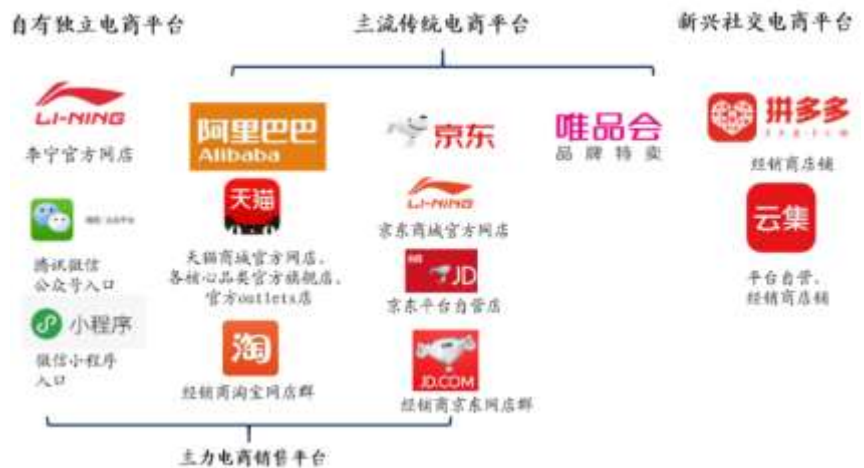 自有独立电商平台
主流传统电商平台
新兴社交电商平台
LI-NING
李宁官方网店
腾讯微信
公众号入口
小程序
微信小程序
入口
阿里巴巴
Alibaba
天猫
天猫商城官方网店、
各核心品类官方旗舰店、
官方outlets店
淘
经销商淘宝网店群
京东
LI-NING
京东商城官方网店
JD
京东平台自营店
JD.COM
经销商京东网店群
唯品会
品牌特卖
拼多多
经销商店铺
云集
平台自营、
经销商店铺
主力电商销售平台